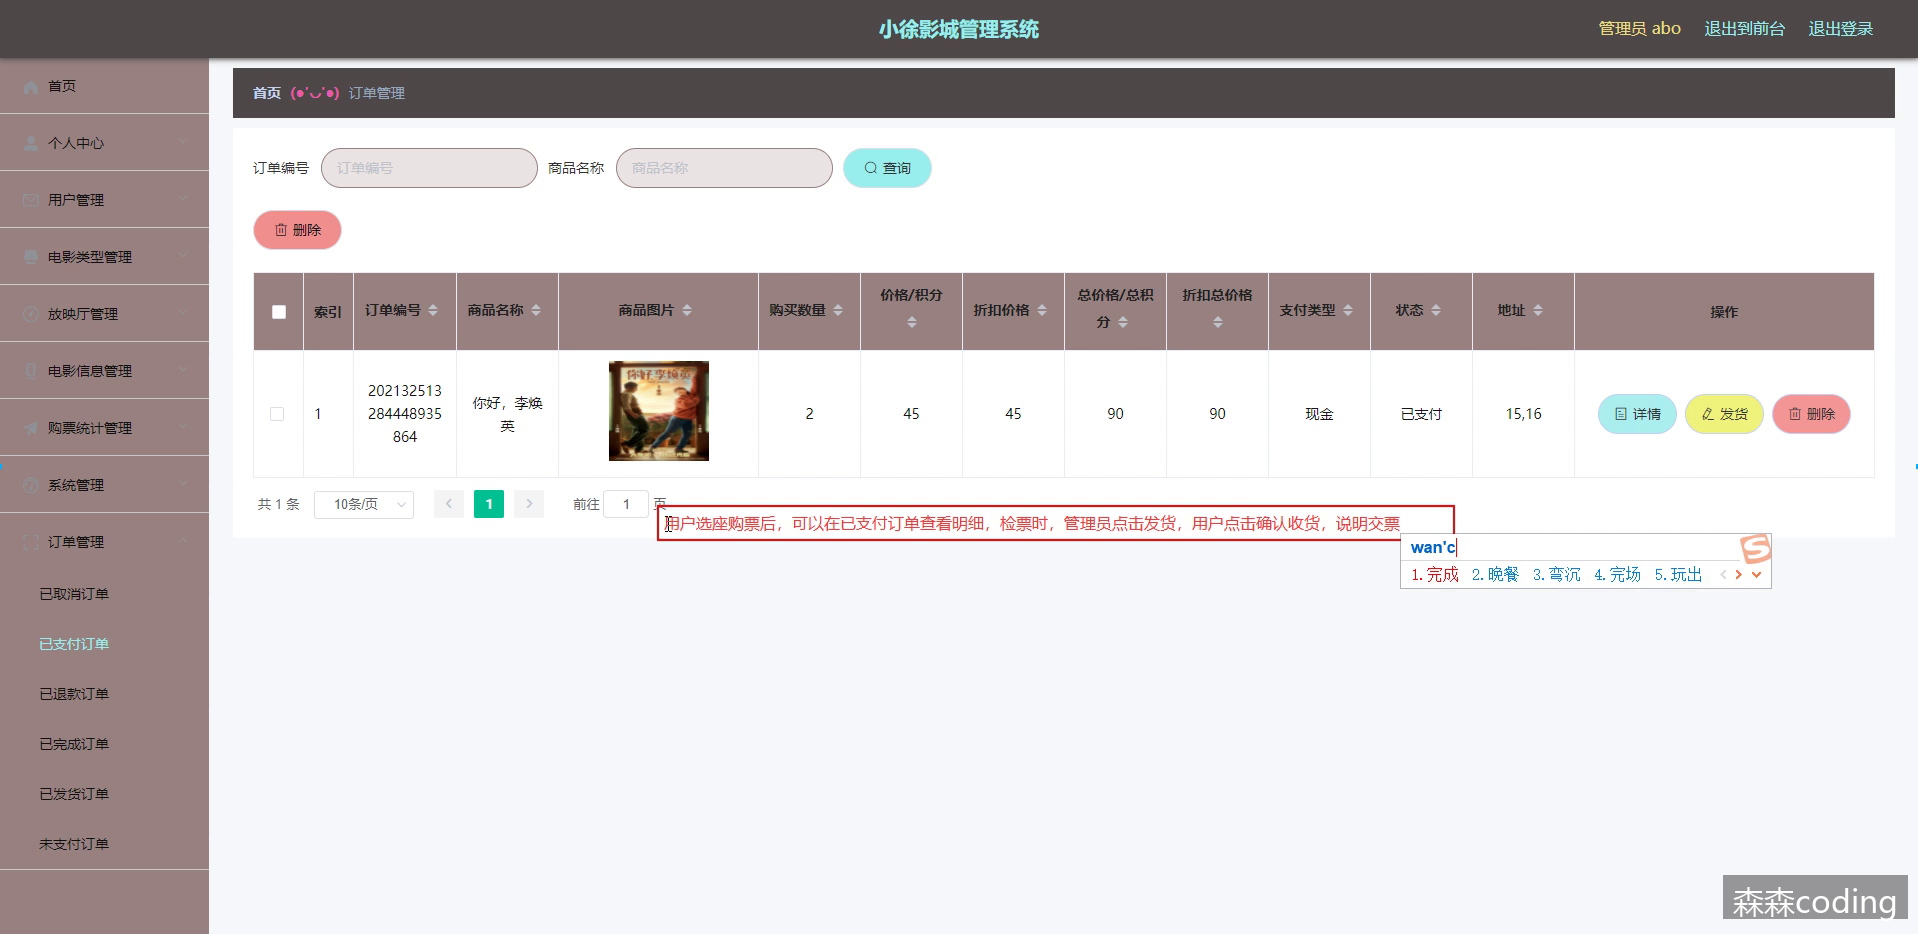 小徐影城管理系统
管理员 abo 退出到前台 退出登录
首页
个人中心
用户管理
电影类型管理
放映厅管理
电影信息管理
购票统计管理
系统管理
订单管理
已取消订单
已支付订单
已退款订单
已完成订单
已发货订单
未支付订单
首页 (●'◡'●) 订单管理
订单编号 订单编号 商品名称 商品名称 查询
删除
索引 订单编号 商品名称 商品图片 购买数量 价格/积分 折扣价格 总价格/总积分 折扣总价格 支付类型 状态 地址 操作
1 202132513284448935864 你好，李焕英 你好,李焕英 2 45 45 90 90 现金 已支付 15,16 详情 发货 删除
共 1 条 10条/页 1 前往 1 页
用户选座购票后，可以在已支付订单查看明细，检票时，管理员点击发货，用户点击确认收货，说明交票
wan'c
1.完成 2.晚餐 3.弯沉 4.完场 5.玩出
森森coding